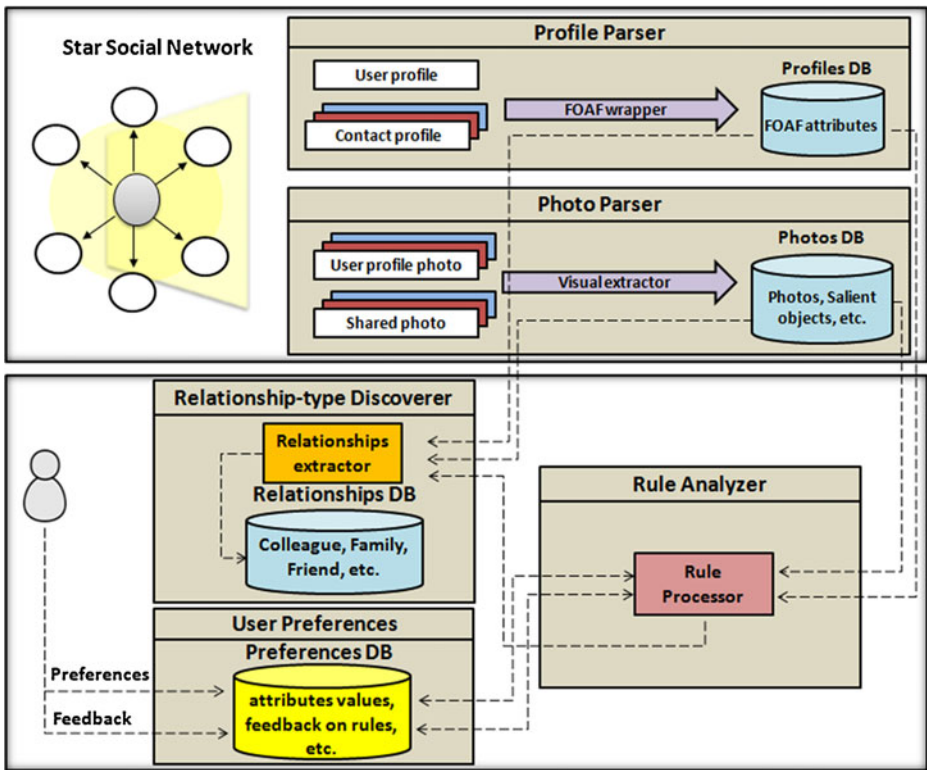 Star Social Network
Profile Parser
User profile
Contact profile
FOAF wrapper
Profiles DB
FOAF attributes
Photo Parser
User profile photo
Shared photo
Visual extractor
Photos DB
Photos, Salient
objects, etc.
Relationship-type Discoverer
Relationships
extractor
Relationships DB
Colleague, Family,
Friend, etc.
Rule Analyzer
Rule
Processor
User Preferences
Preferences DB
attributes values,
feedback on rules,
etc.
Preferences
Feedback